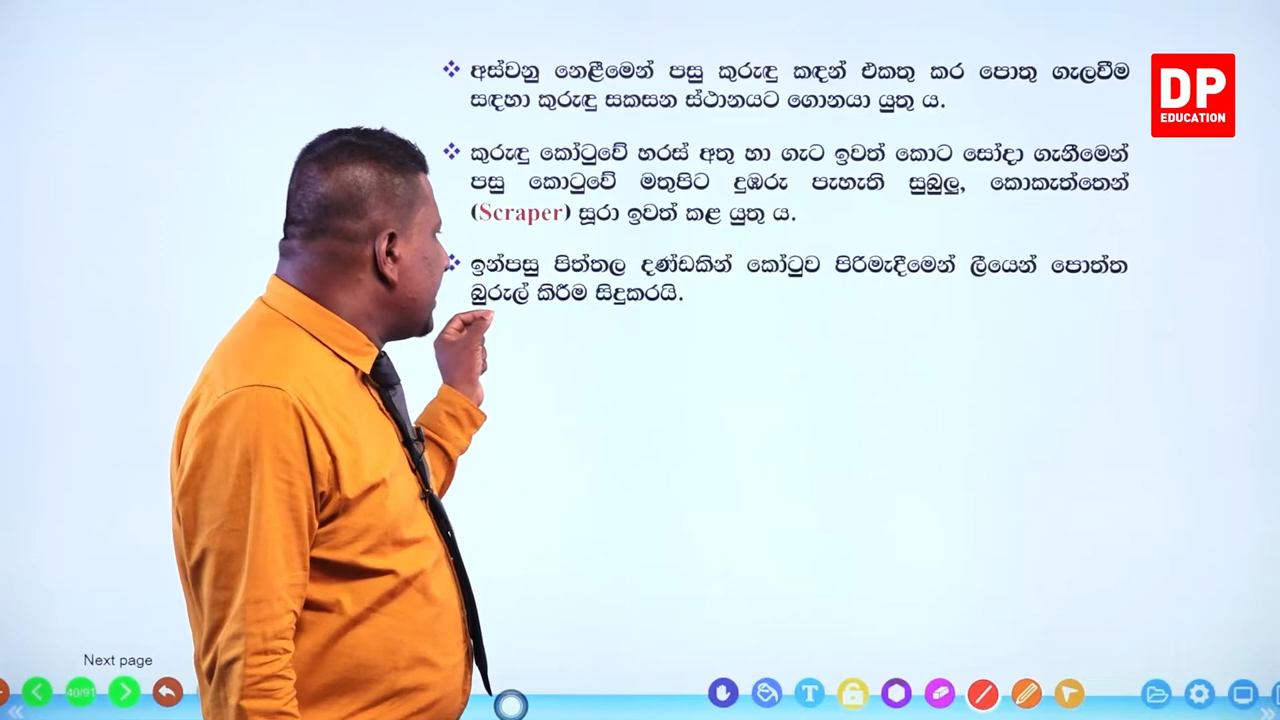 අස්වනු නෙළීමෙන් පසු කුරුඳු කඳන් එකතු කර පොතු ගැලවීම
සඳහා කුරුඳු සකසන ස්ථානයට ගොනයා යුතු ය.
කුරුඳු කෝටුවේ හරස් අතු හා ගැට ඉවත් කොට සෝදා ගැනීමෙන්
පසු කොටුවේ මතුපිට දුඹරු පැහැති සුබුලු, කොකැත්තෙන්
(Scraper) සූරා ඉවත් කළ යුතු ය.
ඉන්පසු පිත්තල දණ්ඩකින් කෝටුව පිරිමැදීමෙන් ලීයෙන් පොත්ත
බුරුල් කිරීම සිදුකරයි.
DP
EDUCATION
Next page
40/91
T